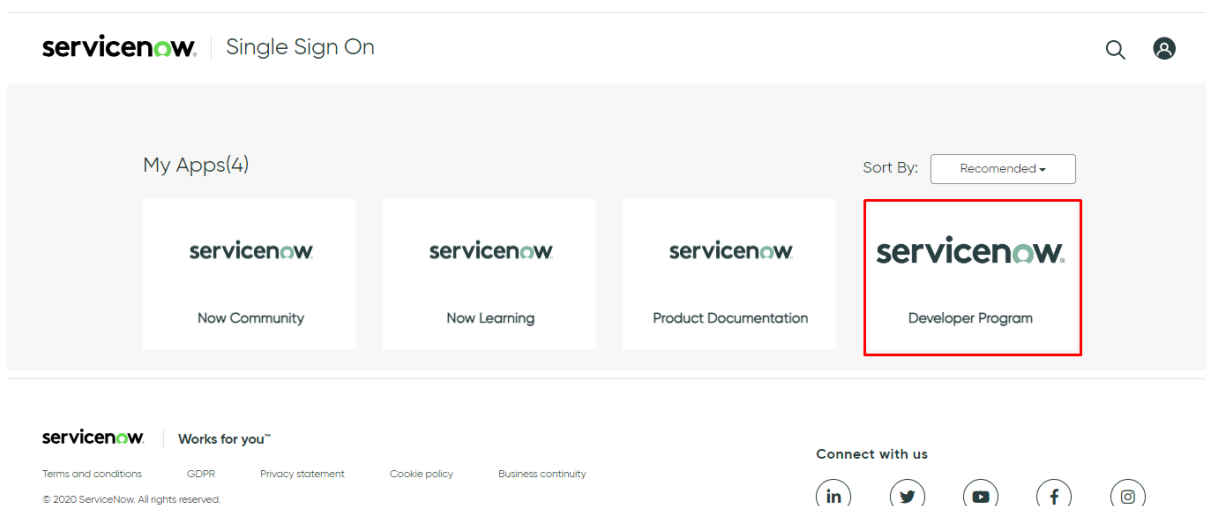 servicenow. Single Sign On
My Apps(4)
Sort By: Recomended
servicenow. servicenow. servicenow. servicenow.
Now Community Now Learning Product Documentation Developer Program
servicenow. Works for you™
Connect with us
Terms and conditions GDPR Privacy statement Cookie policy Business continuity
© 2020 ServiceNow. All rights reserved.